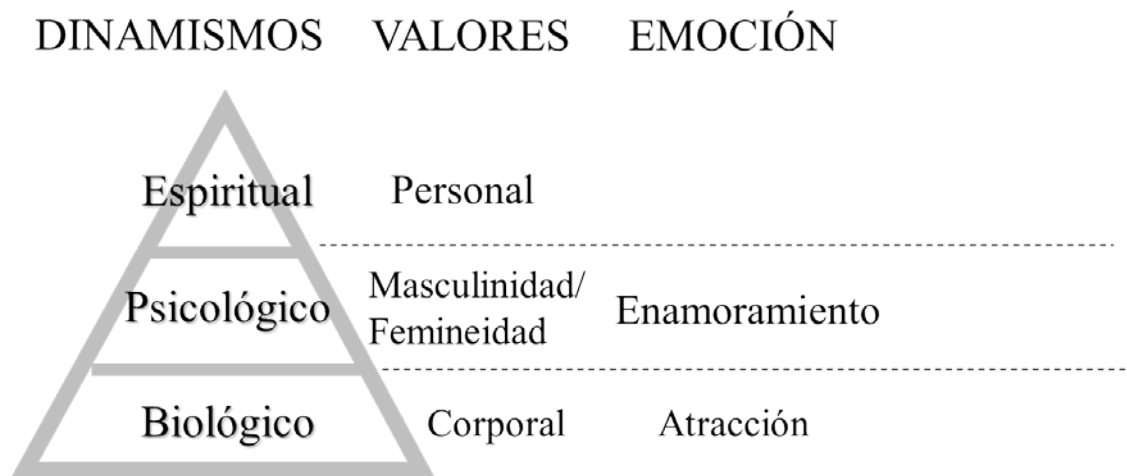 DINAMISMOS VALORES EMOCIÓN
Espiritual Personal
Psicológico Masculinidad/
Femineidad Enamoramiento
Biológico Corporal Atracción